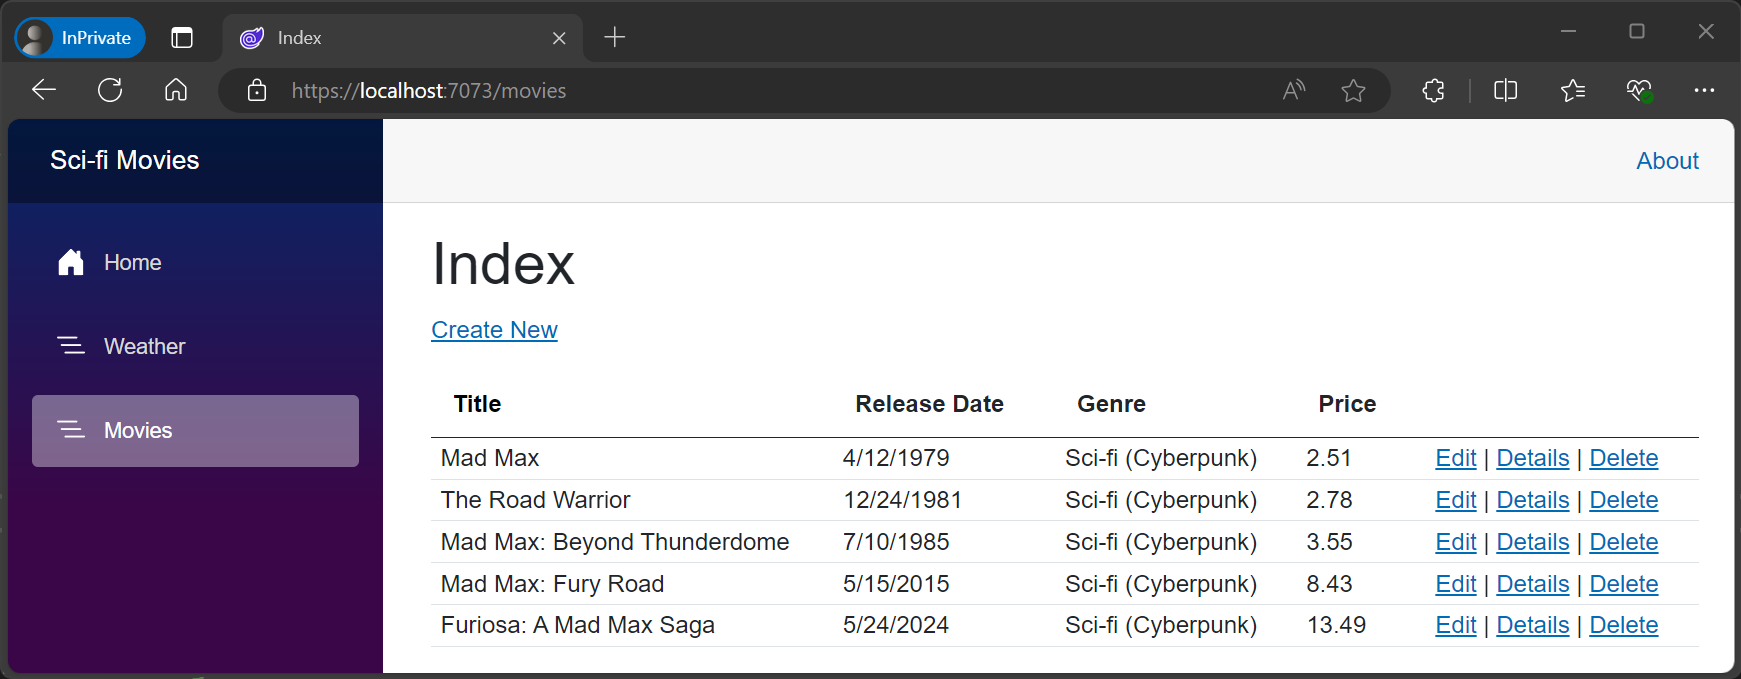 InPrivate Index
https://localhost:7073/movies
Sci-fi Movies
About
Home
Weather
Movies
Index
Create New
Title Release Date Genre Price
Mad Max 4/12/1979 Sci-fi (Cyberpunk) 2.51 Edit | Details | Delete
The Road Warrior 12/24/1981 Sci-fi (Cyberpunk) 2.78 Edit | Details | Delete
Mad Max: Beyond Thunderdome 7/10/1985 Sci-fi (Cyberpunk) 3.55 Edit | Details | Delete
Mad Max: Fury Road 5/15/2015 Sci-fi (Cyberpunk) 8.43 Edit | Details | Delete
Furiosa: A Mad Max Saga 5/24/2024 Sci-fi (Cyberpunk) 13.49 Edit | Details | Delete